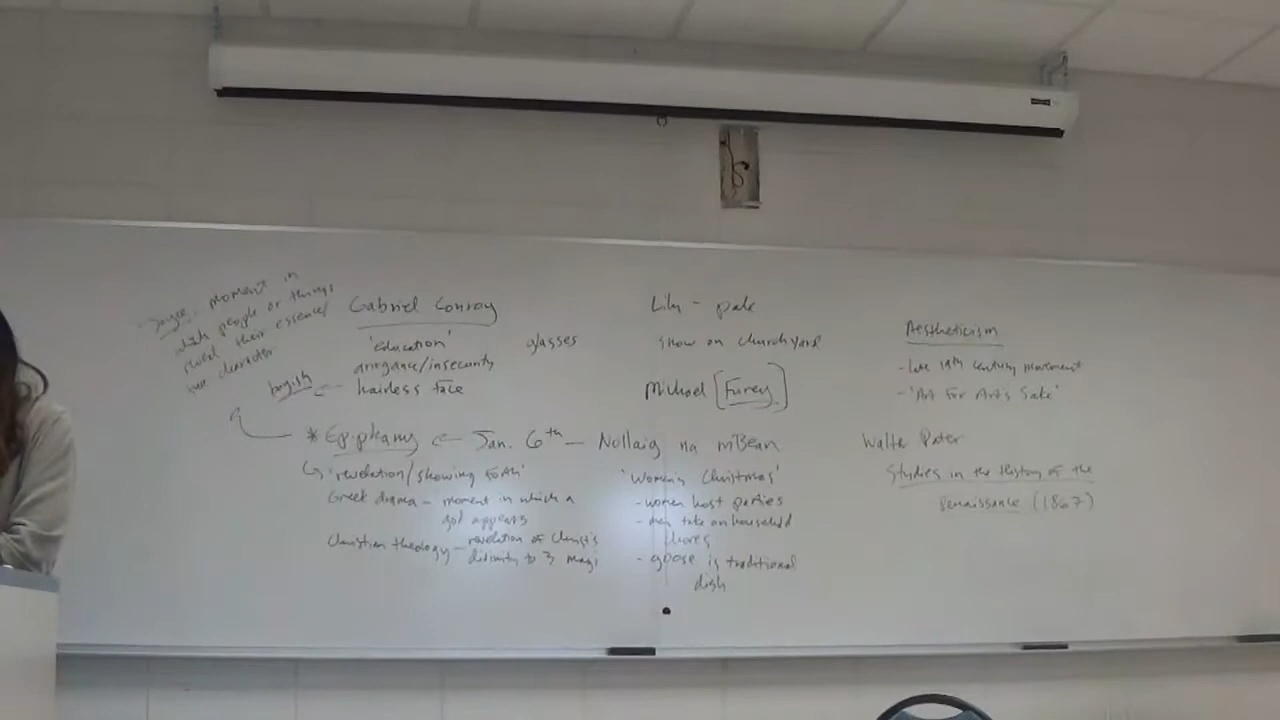 Joyce - moment in
which people or things
reveal their essence/
true character
Gabriel Conroy
'education'
arrogance/insecurity
boyish ← hairless face
glasses
* Epiphany ← Jan. 6th — Nollaig na mBean
↳ 'revelation/showing forth'
Greek drama - moment in which a
god appears
Christian theology - revelation of Christ's
divinity to 3 magi
Lily - pale
snow on churchyard
Michael [Furey]
'Women's Christmas'
- women host parties
- men take on household
chores
- goose is traditional
dish
Aestheticism
- late 19th century movement
- 'Art for Art's Sake'
Walter Pater
Studies in the History of the
Renaissance (1867)